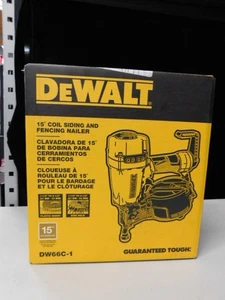 DEWALT
15° COIL SIDING AND
FENCING NAILER
CLAVADORA DE 15°
DE BOBINA PARA
CERRAMIENTOS
DE CERCOS
CLOUEUSE À
ROULEAU DE 15°
POUR LE BARDAGE
ET LE CLÔTURAGE
15°
DW66C-1
GUARANTEED TOUGH